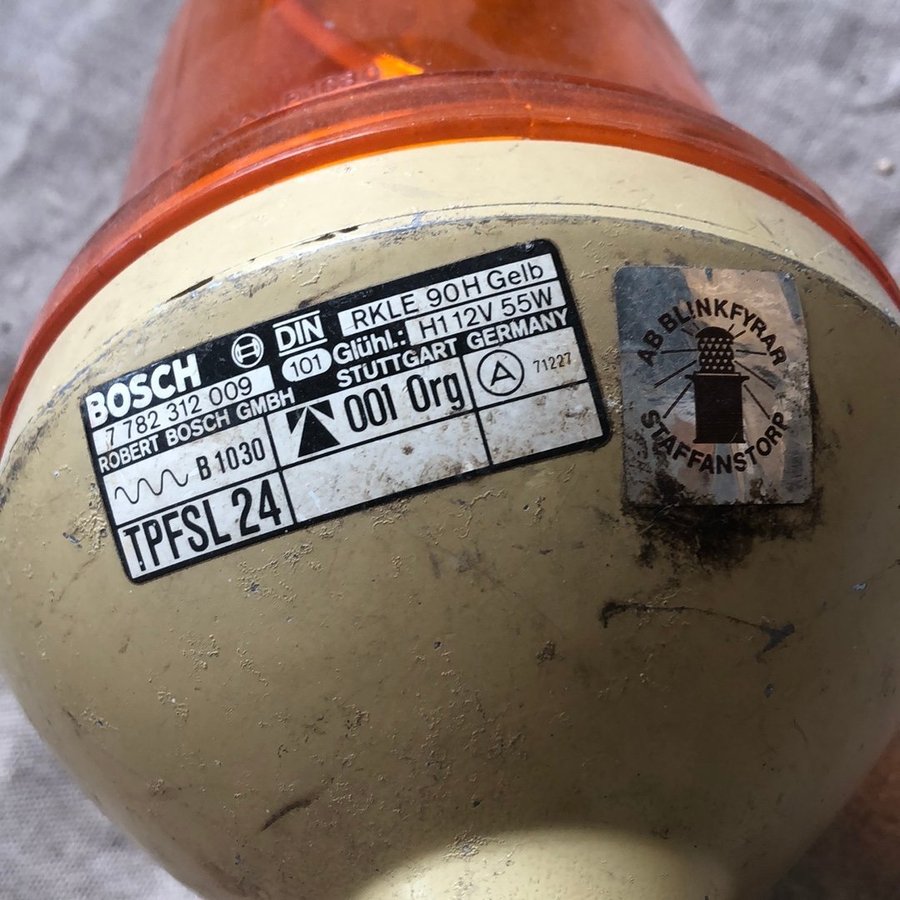 BOSCH DIN RKLE 90H Gelb
7 782 312 009 101 Glühl.: H1 12V 55W
ROBERT BOSCH GMBH STUTTGART GERMANY
B 1030 001 Org A 71227
TPFSL 24
AB BLINKFYRAR
STAFFANSTORP